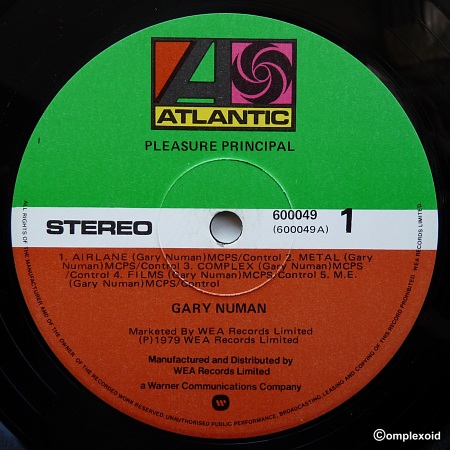 ATLANTIC
PLEASURE PRINCIPAL
STEREO
600049 1
(600049A)
1. AIRLANE (Gary Numan)MCPS/Control 2. METAL (Gary
Numan)MCPS/Control 3. COMPLEX (Gary Numan)MCPS
/Control 4. FILMS (Gary Numan)MCPS/Control 5. M.E.
(Gary Numan)MCPS/Control
GARY NUMAN
Marketed By WEA Records Limited
(P)1979 WEA Records Limited
Manufactured and Distributed by
WEA Records Limited
a Warner Communications Company
ALL RIGHTS OF THE MANUFACTURER AND OF THE OWNER OF THE RECORDED WORK RESERVED. UNAUTHORISED PUBLIC PERFORMANCE, BROADCASTING, LEASING AND COPYING OF THIS RECORD PROHIBITED. WEA RECORDS LIMITED
©omplexoid